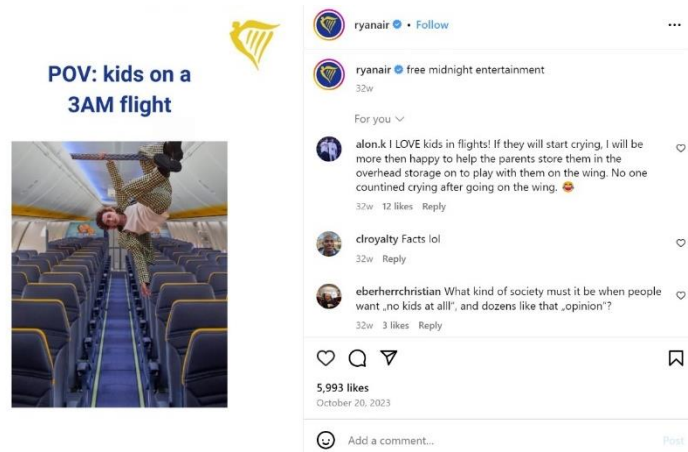 POV: kids on a
3AM flight
ryanair • Follow
ryanair free midnight entertainment
32w
For you
alon.k I LOVE kids in flights! If they will start crying, I will be
more then happy to help the parents store them in the
overhead storage on to play with them on the wing. No one
countined crying after going on the wing. 😂
32w 12 likes Reply
clroyalty Facts lol
32w Reply
eberherrchristian What kind of society must it be when people
want „no kids at alll“, and dozens like that „opinion“?
32w 3 likes Reply
5,993 likes
October 20, 2023
Add a comment...
Post